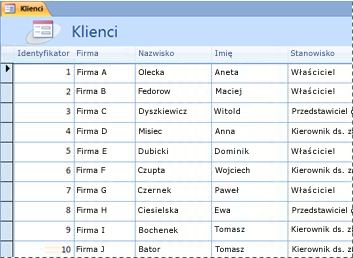 Klienci
Klienci
Identyfikator Firma Nazwisko Imię Stanowisko
1 Firma A Olecka Aneta Właściciel
2 Firma B Fedorow Maciej Właściciel
3 Firma C Dyszkiewicz Witold Przedstawiciel
4 Firma D Misiec Anna Kierownik ds. z
5 Firma E Dubicki Dominik Właściciel
6 Firma F Czupta Wojciech Kierownik ds. z
7 Firma G Czernek Paweł Właściciel
8 Firma H Ciesielska Ewa Przedstawiciel
9 Firma I Bochenek Tomasz Kierownik ds. z
10 Firma J Bator Tomasz Kierownik ds. z